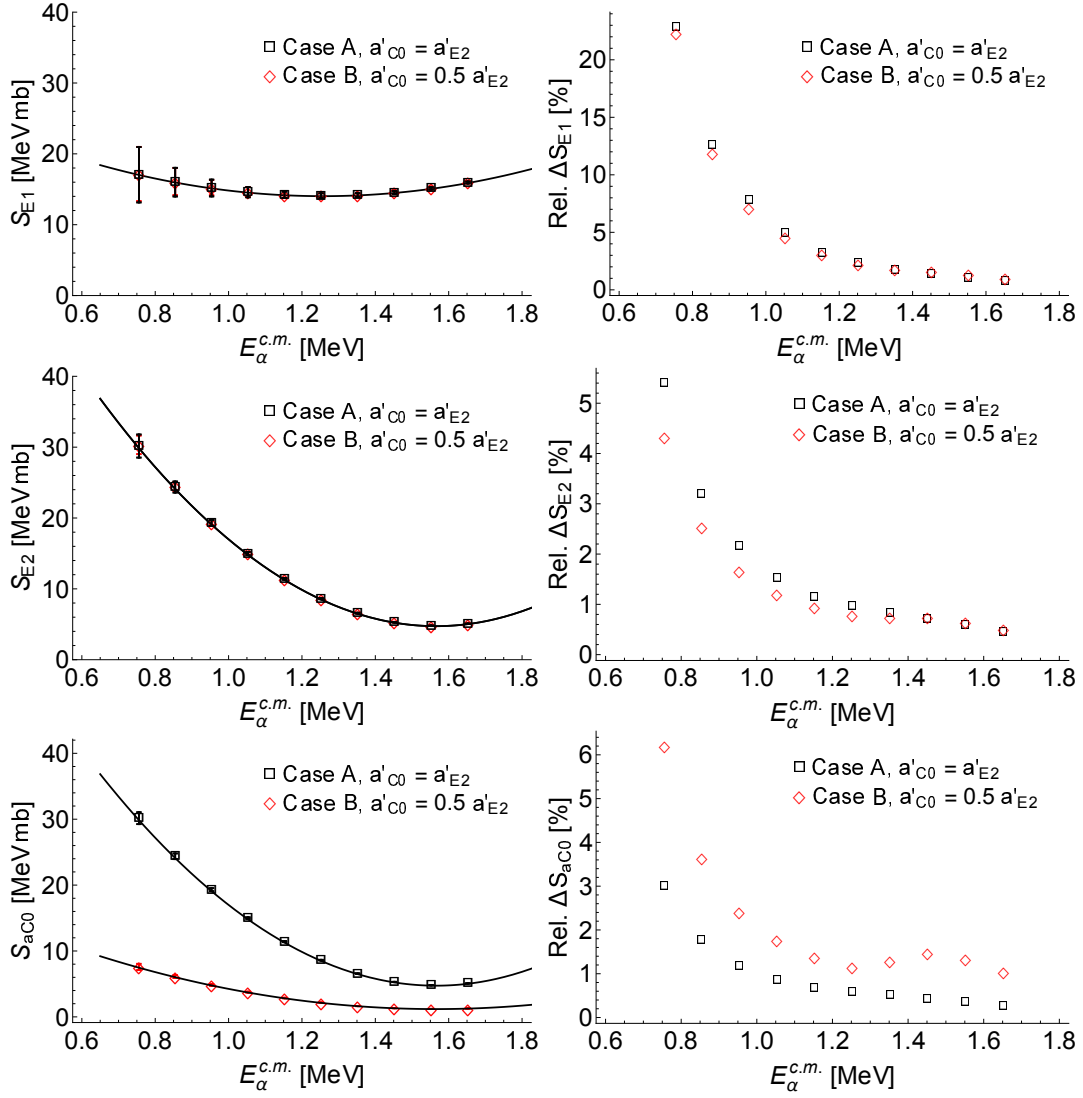 S_E1 [MeV mb]
40
30
20
10
0
Case A, a'_C0 = a'_E2
Case B, a'_C0 = 0.5 a'_E2
0.6 0.8 1.0 1.2 1.4 1.6 1.8
E_α^c.m. [MeV]
Rel. ΔS_E1 [%]
20
15
10
5
0
Case A, a'_C0 = a'_E2
Case B, a'_C0 = 0.5 a'_E2
0.6 0.8 1.0 1.2 1.4 1.6 1.8
E_α^c.m. [MeV]
S_E2 [MeV mb]
40
30
20
10
0
Case A, a'_C0 = a'_E2
Case B, a'_C0 = 0.5 a'_E2
0.6 0.8 1.0 1.2 1.4 1.6 1.8
E_α^c.m. [MeV]
Rel. ΔS_E2 [%]
5
4
3
2
1
0
Case A, a'_C0 = a'_E2
Case B, a'_C0 = 0.5 a'_E2
0.6 0.8 1.0 1.2 1.4 1.6 1.8
E_α^c.m. [MeV]
S_aC0 [MeV mb]
40
30
20
10
0
Case A, a'_C0 = a'_E2
Case B, a'_C0 = 0.5 a'_E2
0.6 0.8 1.0 1.2 1.4 1.6 1.8
E_α^c.m. [MeV]
Rel. ΔS_aC0 [%]
6
5
4
3
2
1
0
Case A, a'_C0 = a'_E2
Case B, a'_C0 = 0.5 a'_E2
0.6 0.8 1.0 1.2 1.4 1.6 1.8
E_α^c.m. [MeV]